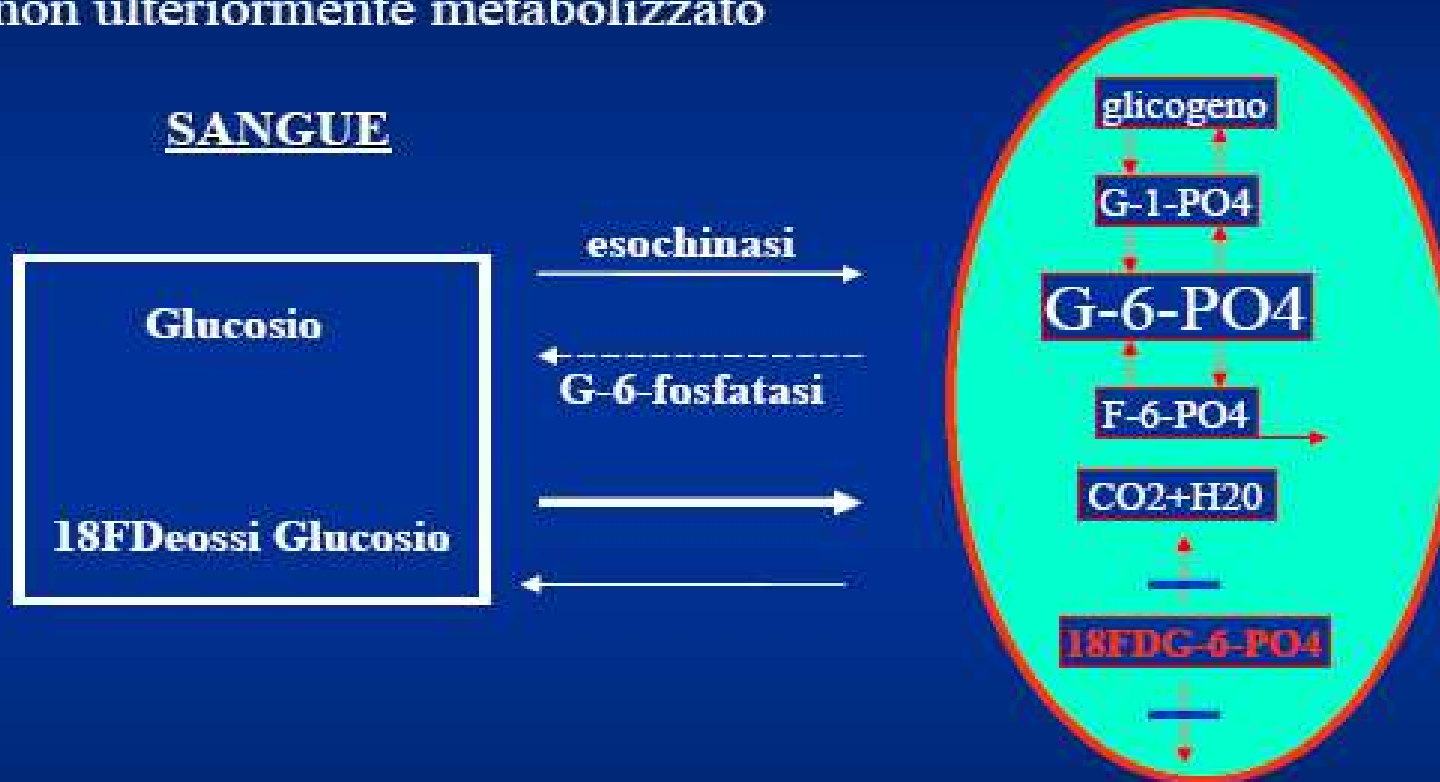 non ulteriormente metabolizzato
SANGUE
esochinasi
Glucosio
G-6-fosfatasi
18FDeossi Glucosio
glicogeno
G-1-PO4
G-6-PO4
F-6-PO4
CO2+H20
18FDG-6-PO4